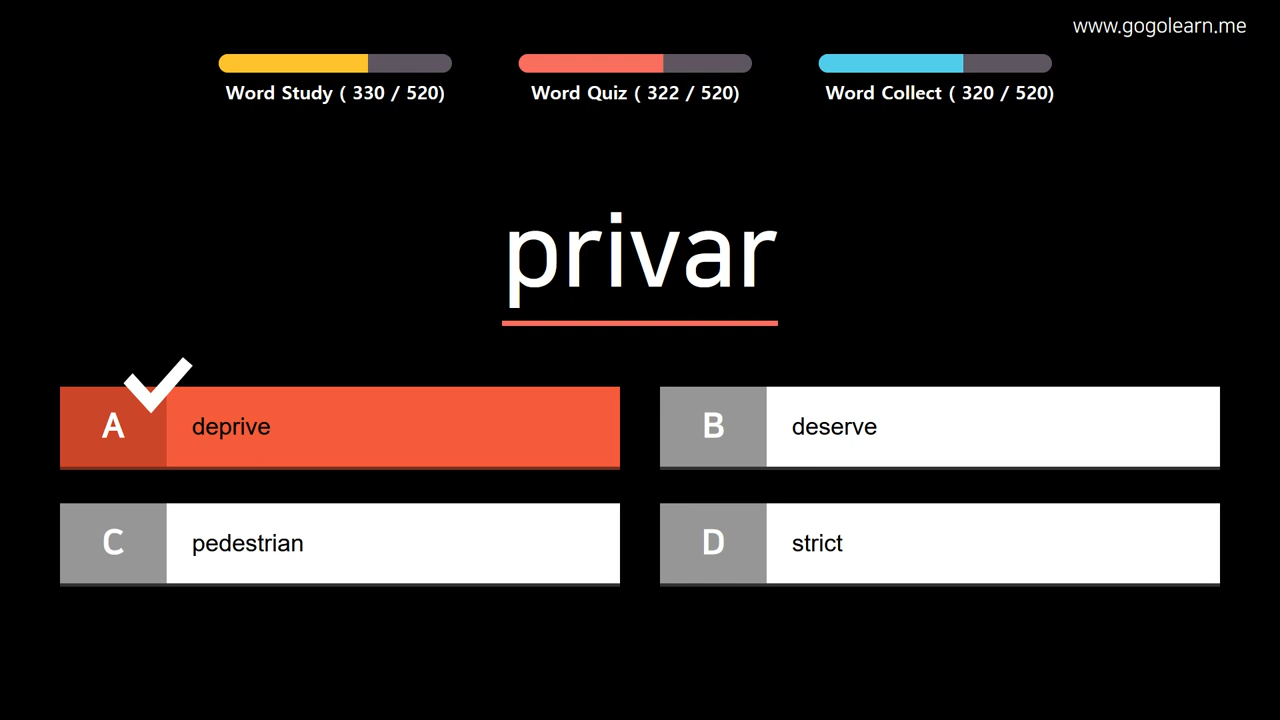 www.gogolearn.me
Word Study ( 330 / 520)
Word Quiz ( 322 / 520)
Word Collect ( 320 / 520)
privar
A deprive
B deserve
C pedestrian
D strict